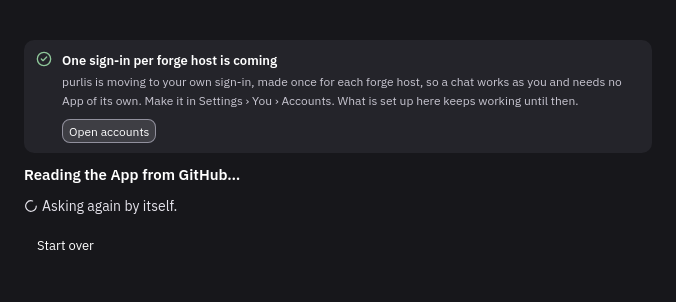 One sign-in per forge host is coming
purlis is moving to your own sign-in, made once for each forge host, so a chat works as you and needs no
App of its own. Make it in Settings › You › Accounts. What is set up here keeps working until then.
Open accounts
Reading the App from GitHub...
Asking again by itself.
Start over